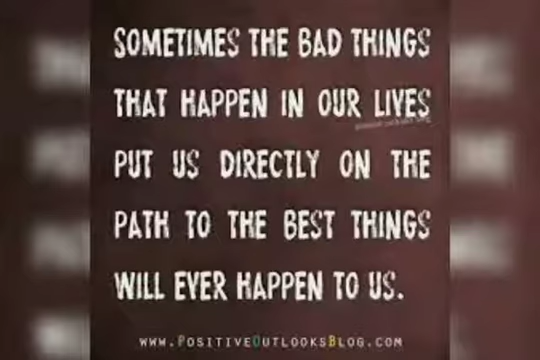 SOMETIMES THE BAD THINGS
THAT HAPPEN IN OUR LIVES
PUT US DIRECTLY ON THE
PATH TO THE BEST THINGS
WILL EVER HAPPEN TO US.
WWW.POSITIVEOUTLOOKSBLOG.COM